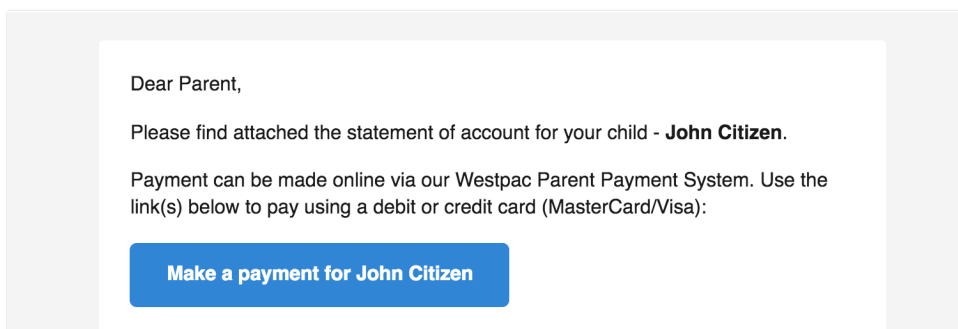 Dear Parent,
Please find attached the statement of account for your child - John Citizen.
Payment can be made online via our Westpac Parent Payment System. Use the
link(s) below to pay using a debit or credit card (MasterCard/Visa):
Make a payment for John Citizen